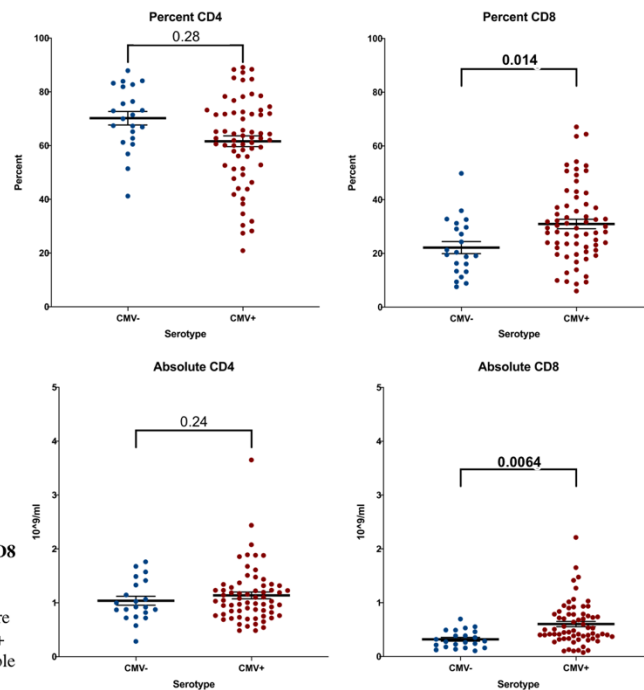 Percent CD4
0.28
100
80
60
40
20
0
Percent
CMV-
CMV+
Serotype
Percent CD8
0.014
100
80
60
40
20
0
Percent
CMV-
CMV+
Serotype
Absolute CD4
0.24
5
4
3
2
1
0
10^9/ml
CMV-
CMV+
Serotype
Absolute CD8
0.0064
5
4
3
2
1
0
10^9/ml
CMV-
CMV+
Serotype
+